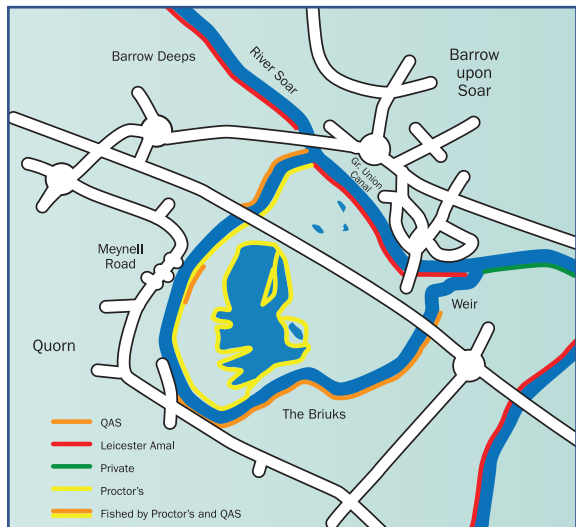 Barrow Deeps
River Soar
Barrow
upon
Soar
Gr. Union
Canal
Meynell
Road
Weir
Quorn
The Briuks
QAS
Leicester Amal
Private
Proctor's
Fished by Proctor's and QAS